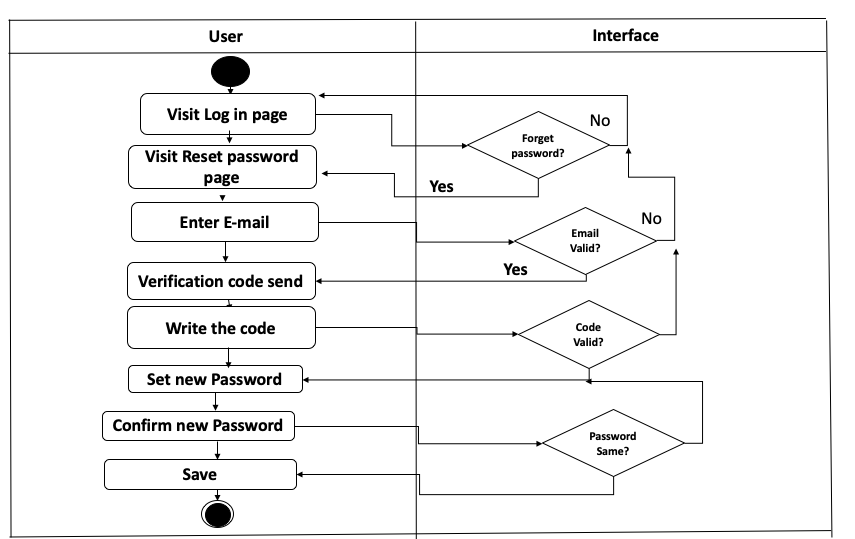 User
Interface
Visit Log in page
No
Forget
password?
Visit Reset password
page
Yes
Enter E-mail
No
Email
Valid?
Yes
Verification code send
Write the code
Code
Valid?
Set new Password
Confirm new Password
Password
Same?
Save